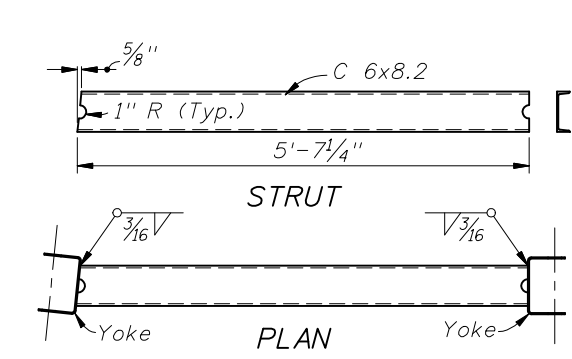 5/8"
C 6x8.2
1" R (Typ.)
5'-7 1/4"
STRUT
3/16
3/16
Yoke
Yoke
PLAN